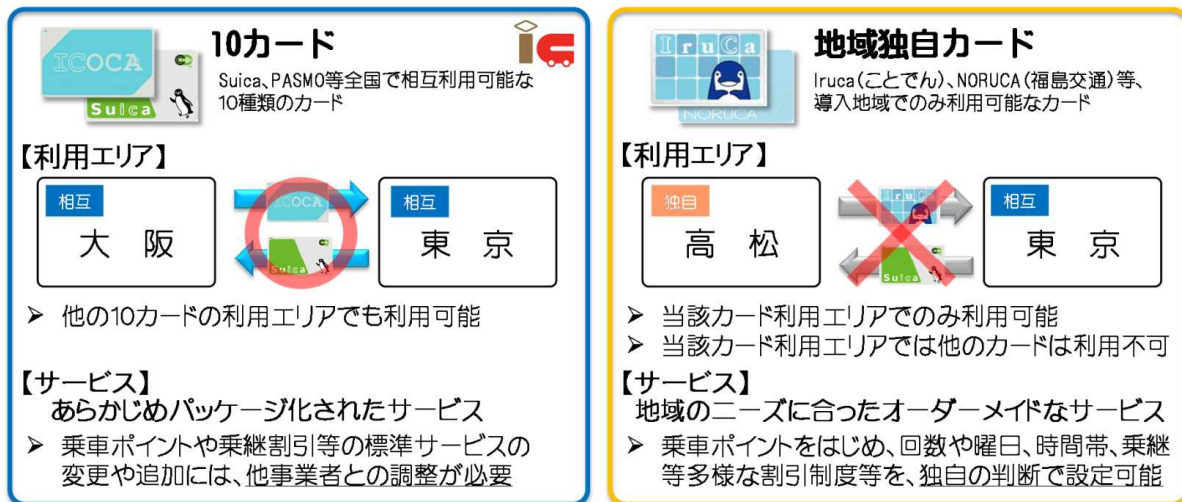 ICOCA
Suica
10カード
Suica、PASMO等全国で相互利用可能な
10種類のカード
【利用エリア】
相互
大 阪
ICOCA
Suica
相互
東 京
➢ 他の10カードの利用エリアでも利用可能
【サービス】
あらかじめパッケージ化されたサービス
➢ 乗車ポイントや乗継割引等の標準サービスの
変更や追加には、他事業者との調整が必要
IruCa
NORUCA
地域独自カード
Iruca(ことでん)、NORUCA(福島交通)等、
導入地域でのみ利用可能なカード
【利用エリア】
独自
高 松
IruCa
Suica
相互
東 京
➢ 当該カード利用エリアでのみ利用可能
➢ 当該カード利用エリアでは他のカードは利用不可
【サービス】
地域のニーズに合ったオーダーメイドなサービス
➢ 乗車ポイントをはじめ、回数や曜日、時間帯、乗継
等多様な割引制度等を、独自の判断で設定可能